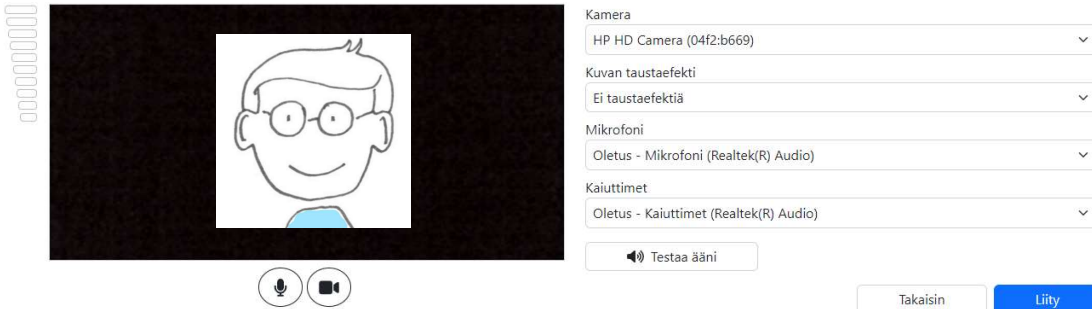 Kamera
HP HD Camera (04f2:b669)
Kuvan taustaefekti
Ei taustaefektiä
Mikrofoni
Oletus - Mikrofoni (Realtek(R) Audio)
Kaiuttimet
Oletus - Kaiuttimet (Realtek(R) Audio)
Testaa ääni
Takaisin
Liity